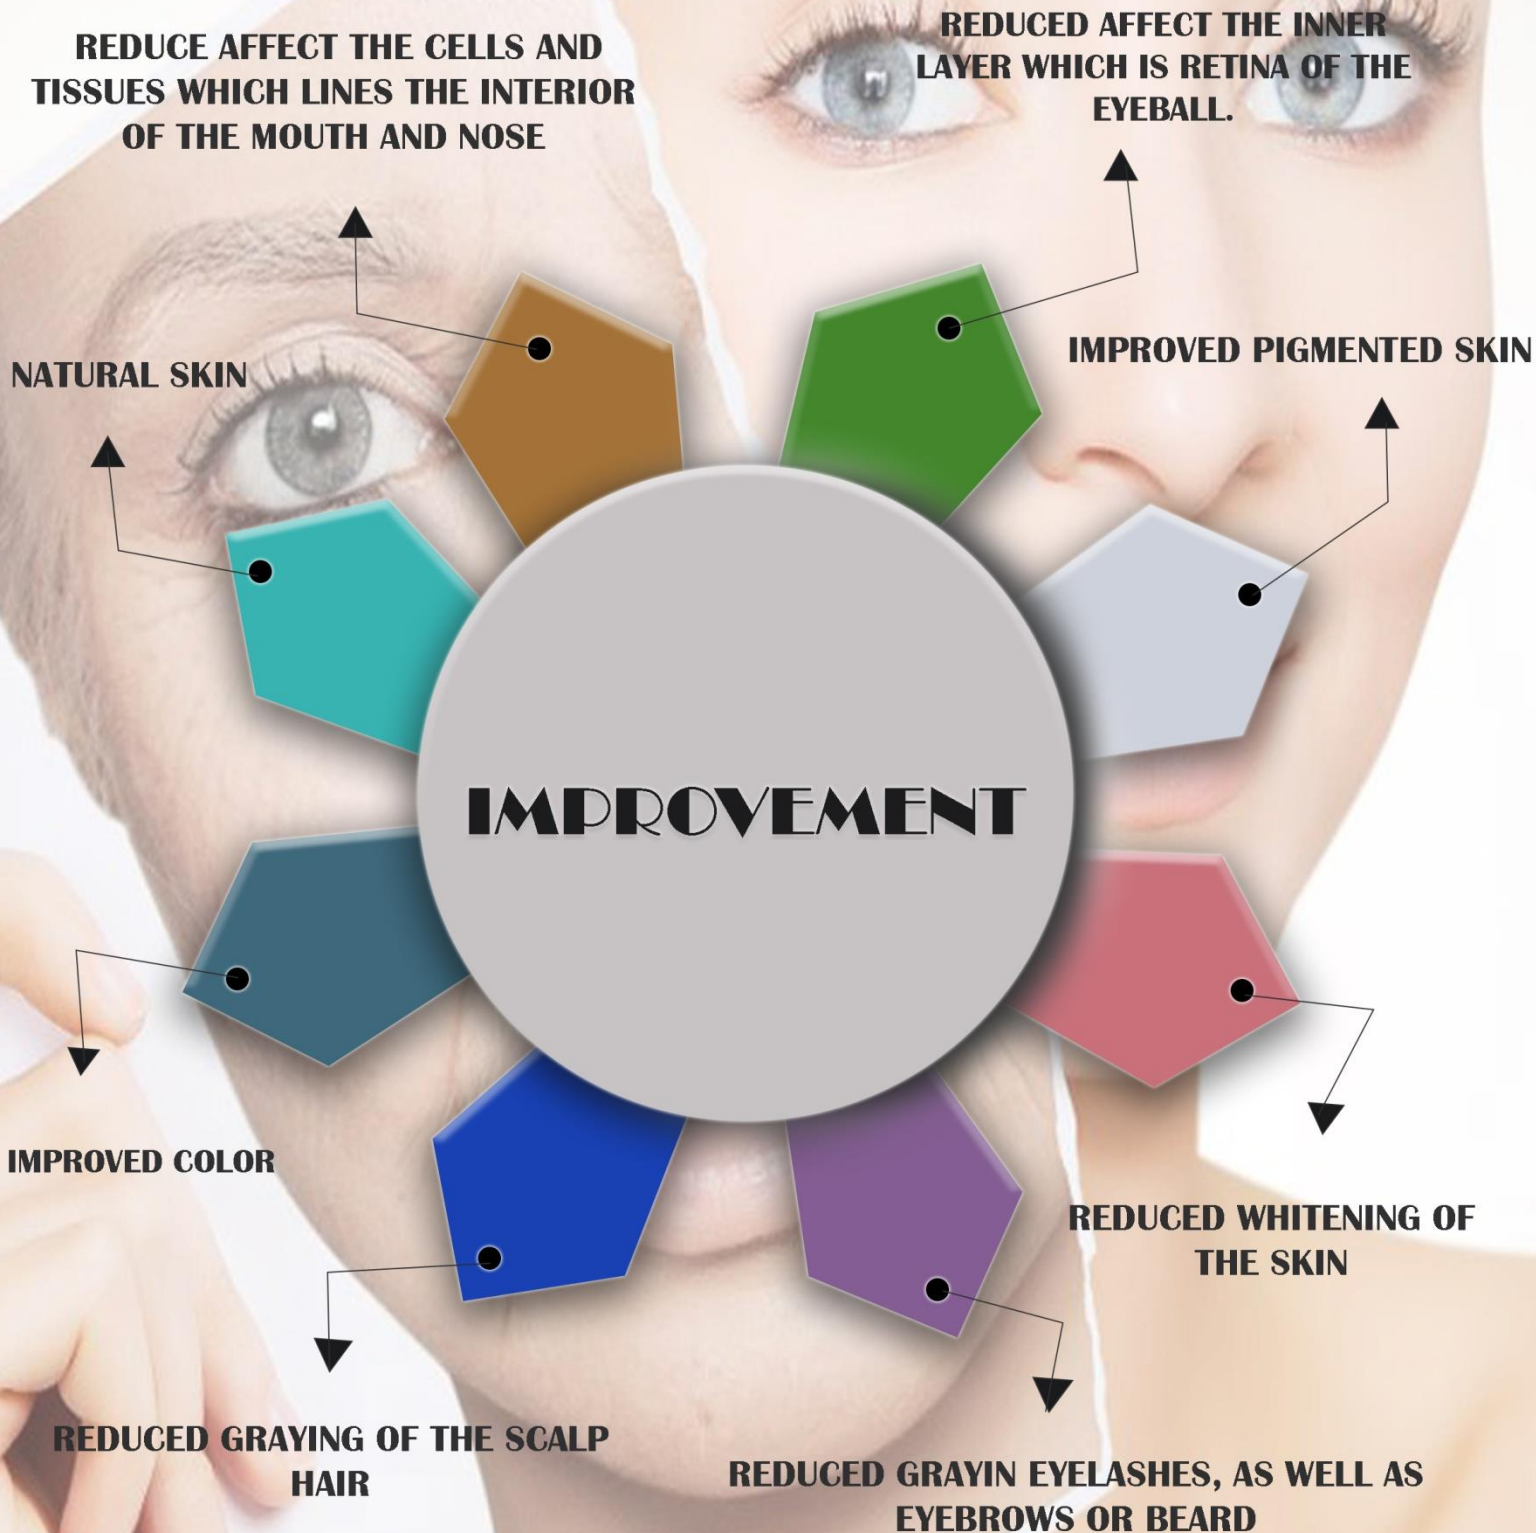 REDUCE AFFECT THE CELLS AND
TISSUES WHICH LINES THE INTERIOR
OF THE MOUTH AND NOSE
REDUCED AFFECT THE INNER
LAYER WHICH IS RETINA OF THE
EYEBALL.
NATURAL SKIN
IMPROVED PIGMENTED SKIN
IMPROVEMENT
IMPROVED COLOR
REDUCED WHITENING OF
THE SKIN
REDUCED GRAYING OF THE SCALP
HAIR
REDUCED GRAYIN EYELASHES, AS WELL AS
EYEBROWS OR BEARD